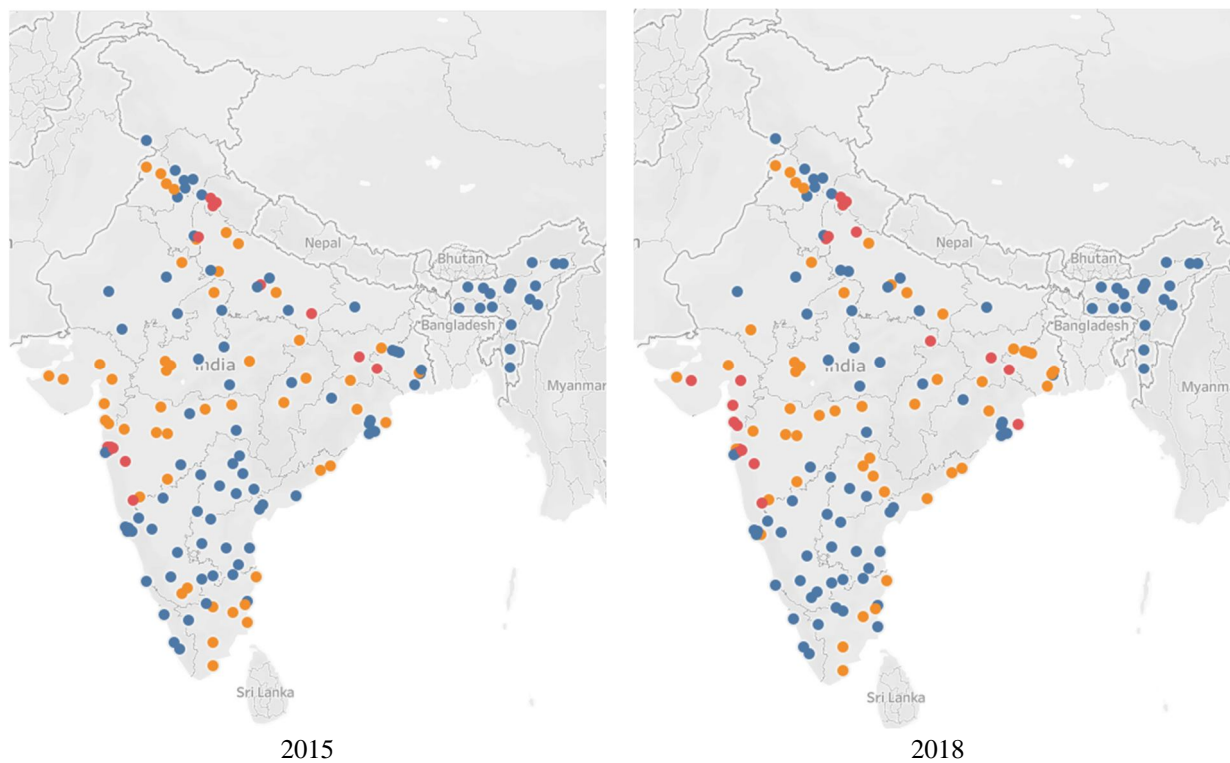 Nepal
Bhutan
Bangladesh
India
Myanmar
Sri Lanka
2015
Nepal
Bhutan
Bangladesh
India
Myanm
Sri Lanka
2018